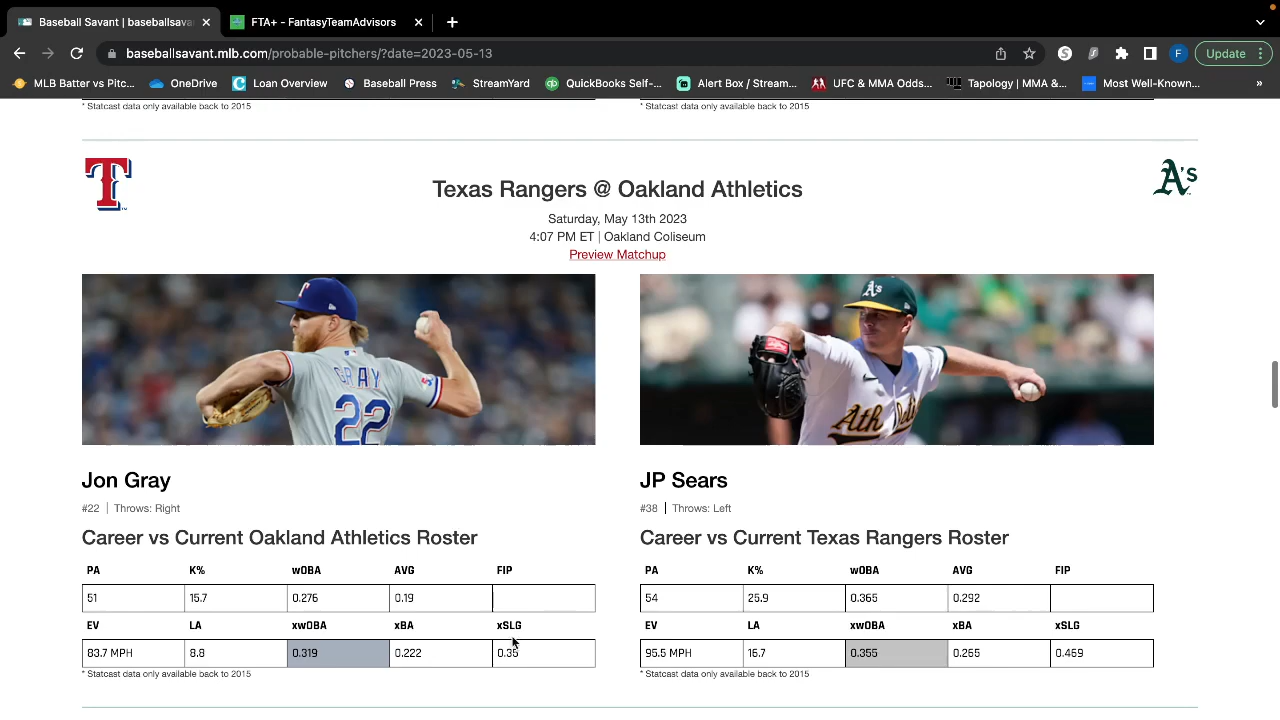 Baseball Savant | baseballsava
FTA+ - FantasyTeamAdvisors
baseballsavant.mlb.com/probable-pitchers/?date=2023-05-13
F
Update
MLB Batter vs Pitc...
OneDrive
Loan Overview
Baseball Press
StreamYard
QuickBooks Self-...
Alert Box / Stream...
UFC & MMA Odds...
Tapology | MMA &...
Most Well-Known...
»
* Statcast data only available back to 2015
* Statcast data only available back to 2015
T
A's
Texas Rangers @ Oakland Athletics
Saturday, May 13th 2023
4:07 PM ET | Oakland Coliseum
Preview Matchup
T
GRAY
22
A's
Jon Gray
#22 | Throws: Right
Career vs Current Oakland Athletics Roster
PA K% wOBA AVG FIP
51 15.7 0.276 0.19
EV LA xwOBA xBA xSLG
83.7 MPH 8.8 0.319 0.222 0.35
* Statcast data only available back to 2015
JP Sears
#38 | Throws: Left
Career vs Current Texas Rangers Roster
PA K% wOBA AVG FIP
54 25.9 0.365 0.292
EV LA xwOBA xBA xSLG
95.5 MPH 16.7 0.355 0.265 0.469
* Statcast data only available back to 2015